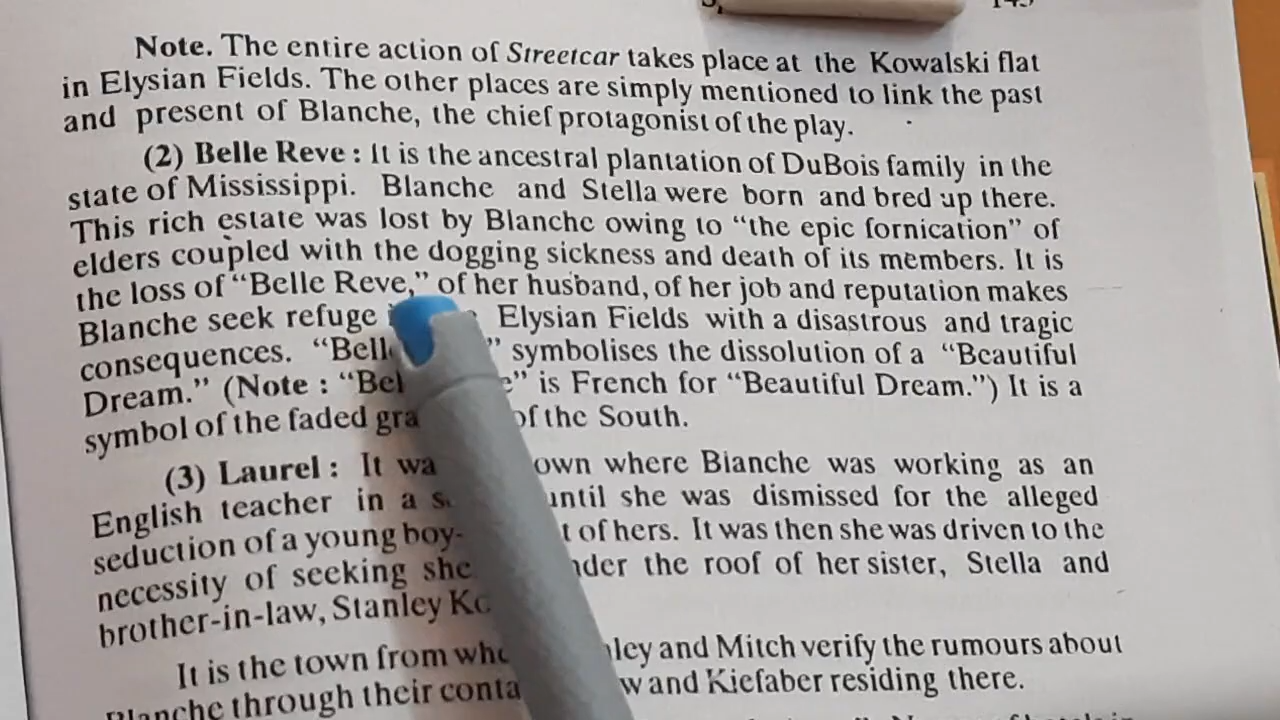 145
Note. The entire action of Streetcar takes place at the Kowalski flat
in Elysian Fields. The other places are simply mentioned to link the past
and present of Blanche, the chief protagonist of the play.
(2) Belle Reve : It is the ancestral plantation of DuBois family in the
state of Mississippi. Blanche and Stella were born and bred up there.
This rich estate was lost by Blanche owing to “the epic fornication” of
elders coupled with the dogging sickness and death of its members. It is
the loss of “Belle Reve,” of her husband, of her job and reputation makes
Blanche seek refuge Elysian Fields with a disastrous and tragic
consequences. “Bell ” symbolises the dissolution of a “Beautiful
Dream.” (Note : “Bel e” is French for “Beautiful Dream.”) It is a
symbol of the faded gra of the South.
(3) Laurel : It wa own where Blanche was working as an
English teacher in a s until she was dismissed for the alleged
seduction of a young boy- t of hers. It was then she was driven to the
necessity of seeking she nder the roof of her sister, Stella and
brother-in-law, Stanley Ko
It is the town from whe nley and Mitch verify the rumours about
Blanche through their conta w and Kiefaber residing there.